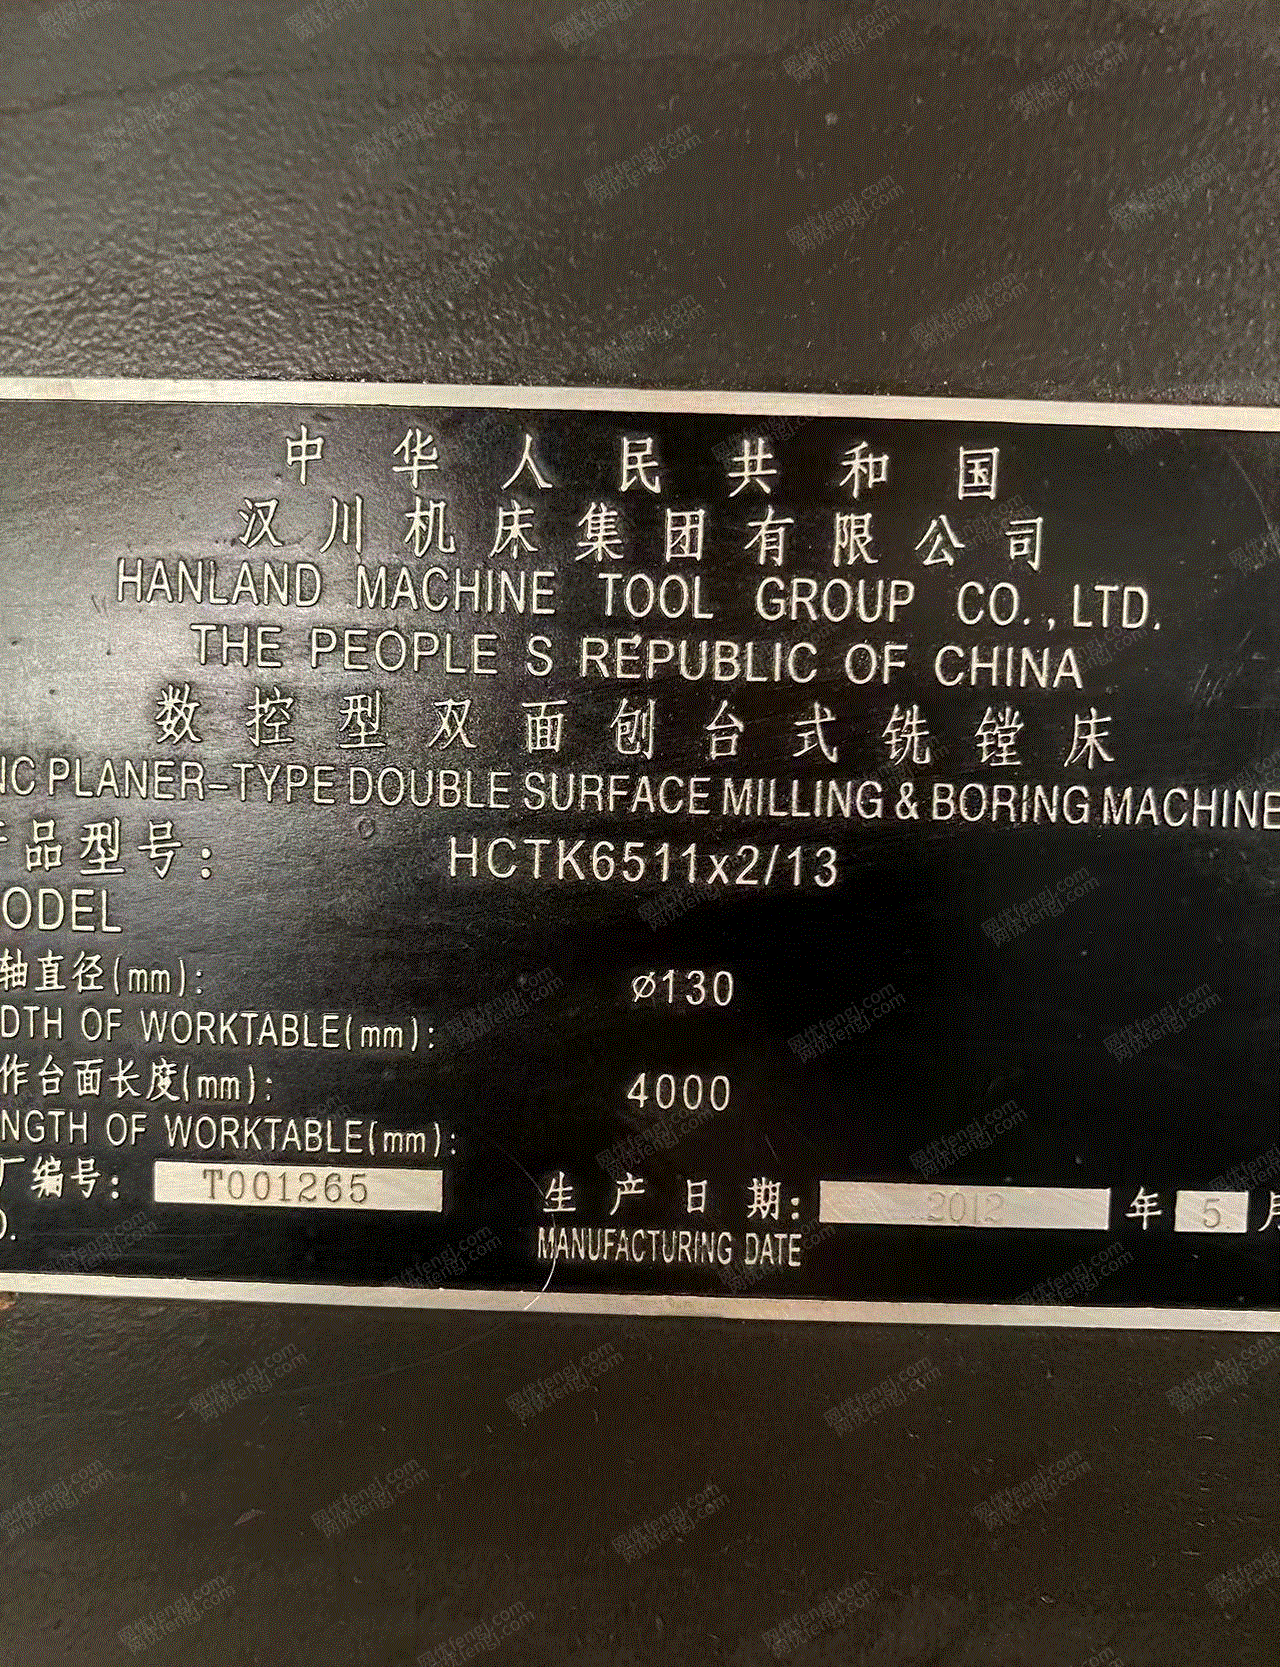 中华人民共和国
汉川机床集团有限公司
HANLAND MACHINE TOOL GROUP CO., LTD.
THE PEOPLE S REPUBLIC OF CHINA
数控型双面刨台式铣镗床
NC PLANER-TYPE DOUBLE SURFACE MILLING & BORING MACHINE
产品型号: HCTK6511x2/13
ODEL
轴直径(mm): ø130
DTH OF WORKTABLE(mm):
作台面长度(mm): 4000
NGTH OF WORKTABLE(mm):
厂编号: T001265 生产日期: 2012 年 5 月
O. MANUFACTURING DATE